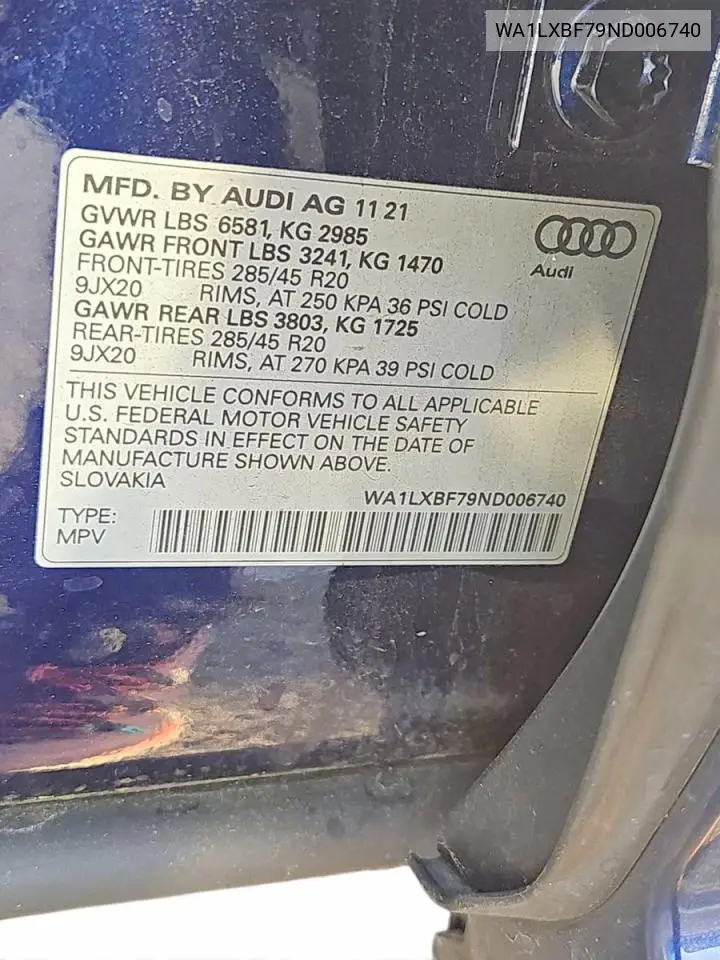 WA1LXBF79ND006740
MFD. BY AUDI AG 11 21
GVWR LBS 6581, KG 2985
GAWR FRONT LBS 3241, KG 1470
FRONT-TIRES 285/45 R20
9JX20 RIMS, AT 250 KPA 36 PSI COLD
GAWR REAR LBS 3803, KG 1725
REAR-TIRES 285/45 R20
9JX20 RIMS, AT 270 KPA 39 PSI COLD
Audi
THIS VEHICLE CONFORMS TO ALL APPLICABLE
U.S. FEDERAL MOTOR VEHICLE SAFETY
STANDARDS IN EFFECT ON THE DATE OF
MANUFACTURE SHOWN ABOVE.
SLOVAKIA
WA1LXBF79ND006740
TYPE:
MPV